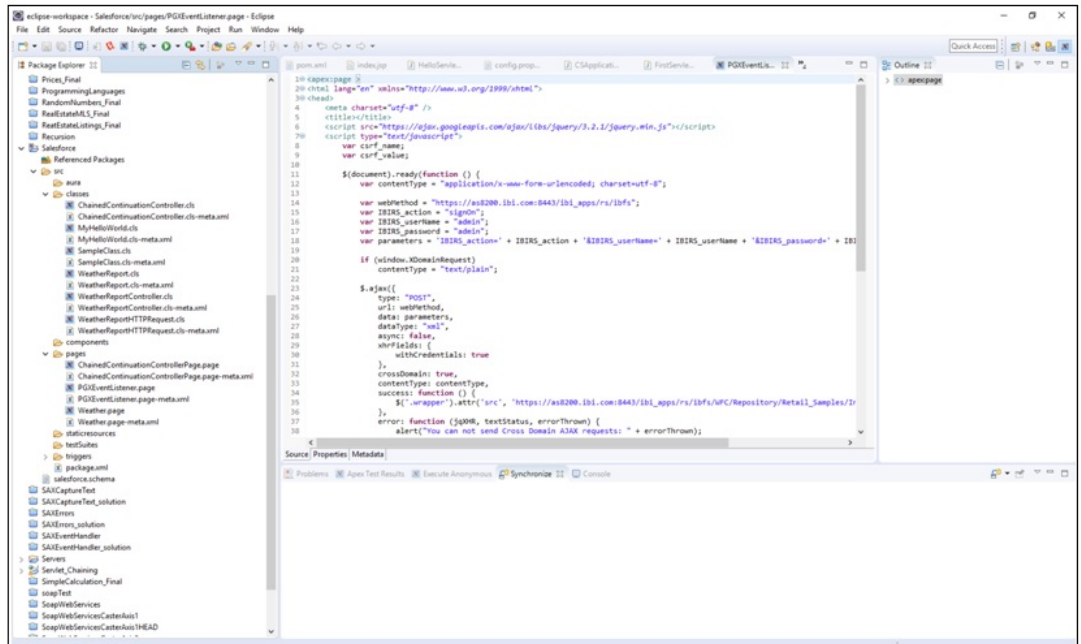 eclipse-workspace - Salesforce/src/pages/PGXEventListener.page - Eclipse
File Edit Source Refactor Navigate Search Project Run Window Help
Quick Access
Package Explorer
Prices_Final
ProgrammingLanguages
RandomNumbers_Final
RealEstateMLS_Final
RealEstateListings_Final
Recursion
Salesforce
Referenced Packages
src
aura
classes
ChainedContinuationController.cls
ChainedContinuationController.cls-meta.xml
MyHelloWorld.cls
MyHelloWorld.cls-meta.xml
SampleClass.cls
SampleClass.cls-meta.xml
WeatherReport.cls
WeatherReport.cls-meta.xml
WeatherReportController.cls
WeatherReportController.cls-meta.xml
WeatherReportHTTPRequest.cls
WeatherReportHTTPRequest.cls-meta.xml
components
pages
ChainedContinuationControllerPage.page
ChainedContinuationControllerPage.page-meta.xml
PGXEventListener.page
PGXEventListener.page-meta.xml
Weather.page
Weather.page-meta.xml
staticresources
testSuites
triggers
package.xml
salesforce.schema
SAXCaptureText
SAXCaptureText_solution
SAXErrors
SAXErrors_solution
SAXEventHandler
SAXEventHandler_solution
Servers
Servlet_Chaining
SimpleCalculation_Final
soapTest
SoapWebServices
SoapWebServicesCasterAxis1
SoapWebServicesCasterAxis1HEAD
pom.xml index.jsp HelloServle... config.prop... CSApplicati... FirstServle... PGXEventLis...
1 <apex:page >
2 <html lang="en" xmlns="http://www.w3.org/1999/xhtml">
3 <head>
4 <meta charset="utf-8" />
5 <title></title>
6 <script src="https://ajax.googleapis.com/ajax/libs/jquery/3.2.1/jquery.min.js"></script>
7 <script type="text/javascript">
8 var csrf_name;
9 var csrf_value;
10
11 $(document).ready(function () {
12 var contentType = "application/x-www-form-urlencoded; charset=utf-8";
13
14 var webMethod = "https://as8200.ibi.com:8443/ibi_apps/rs/ibfs";
15 var IBIRS_action = "signOn";
16 var IBIRS_userName = "admin";
17 var IBIRS_password = "admin";
18 var parameters = 'IBIRS_action=' + IBIRS_action + '&IBIRS_userName=' + IBIRS_userName + '&IBIRS_password=' + IBI
19
20 if (window.XDomainRequest)
21 contentType = "text/plain";
22
23 $.ajax({
24 type: "POST",
25 url: webMethod,
26 data: parameters,
27 dataType: "xml",
28 async: false,
29 xhrFields: {
30 withCredentials: true
31 },
32 crossDomain: true,
33 contentType: contentType,
34 success: function () {
35 $('.wrapper').attr('src', 'https://as8200.ibi.com:8443/ibi_apps/rs/ibfs/WFC/Repository/Retail_Samples/Ir
36 },
37 error: function (jqXHR, textStatus, errorThrown) {
38 alert("You can not send Cross Domain AJAX requests: " + errorThrown);
Source Properties Metadata
Outline
apex:page
Problems Apex Test Results Execute Anonymous Synchronize Console